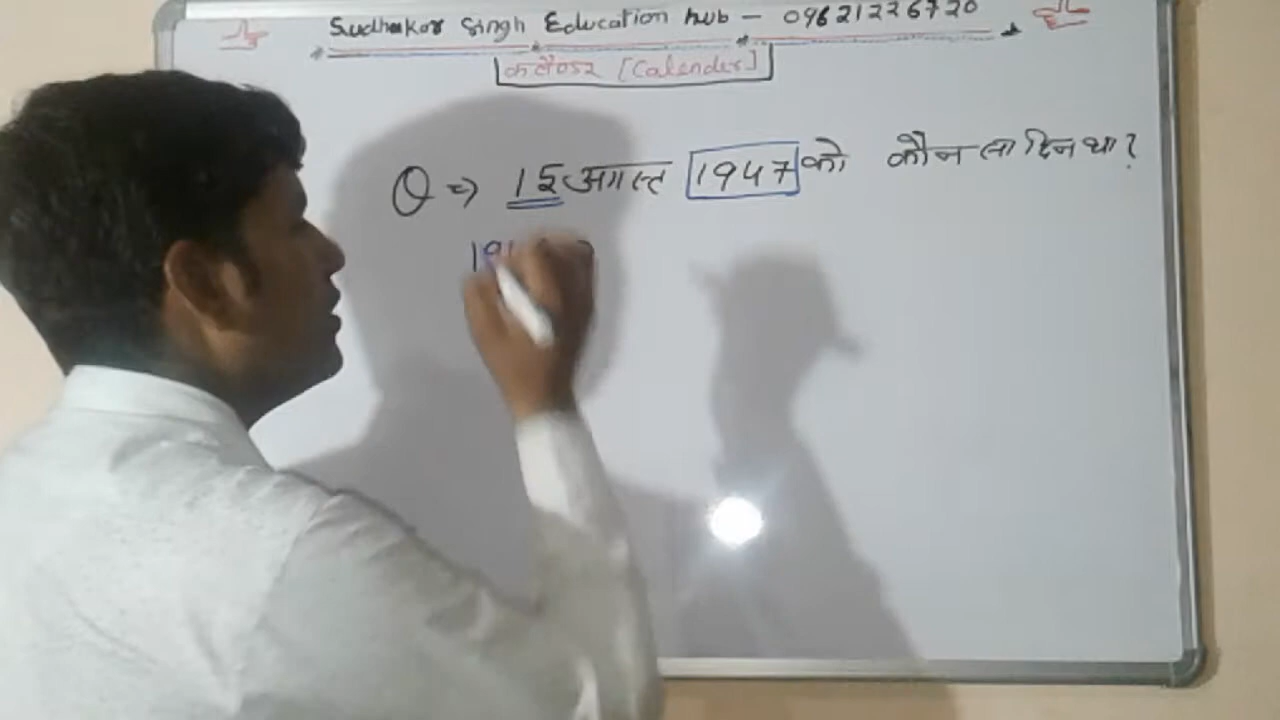 Sudhakar Singh Education hub - 09621226720
कलैण्डर [Calender]
Q => 15 अगस्त 1947 को कौन सा दिन था?